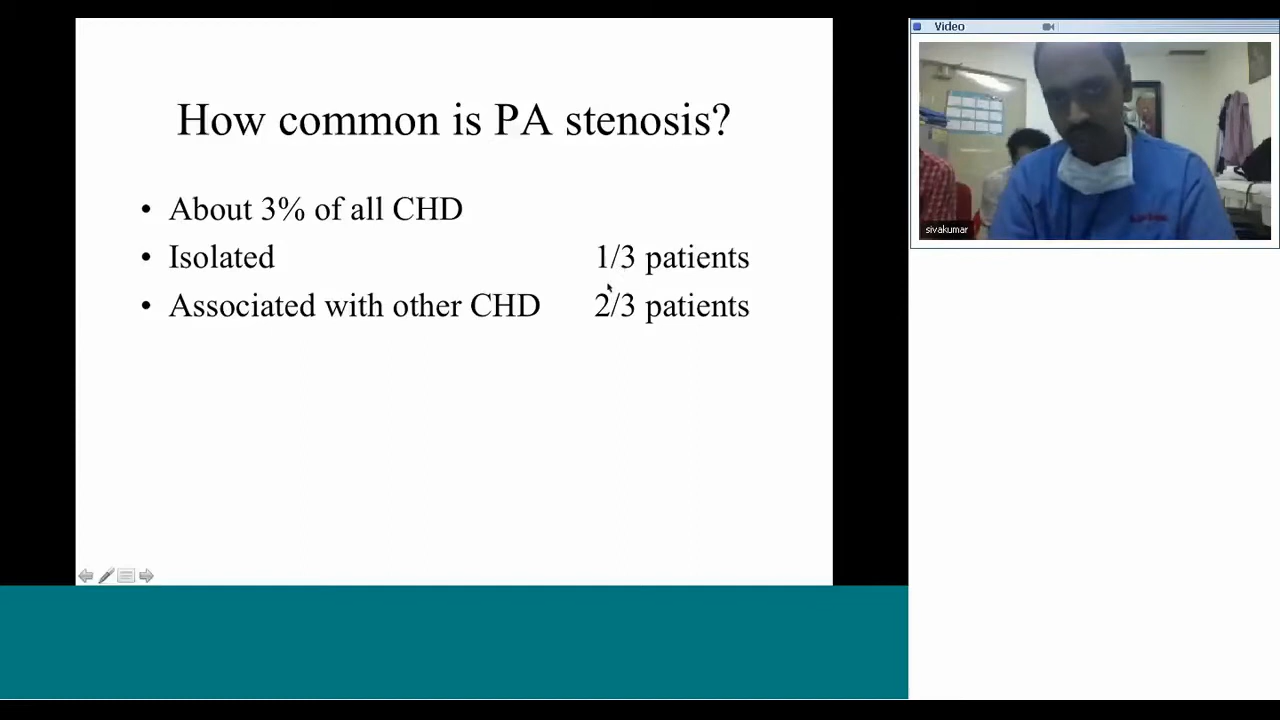 How common is PA stenosis?
• About 3% of all CHD
• Isolated 1/3 patients
• Associated with other CHD 2/3 patients
Video
sivakumar